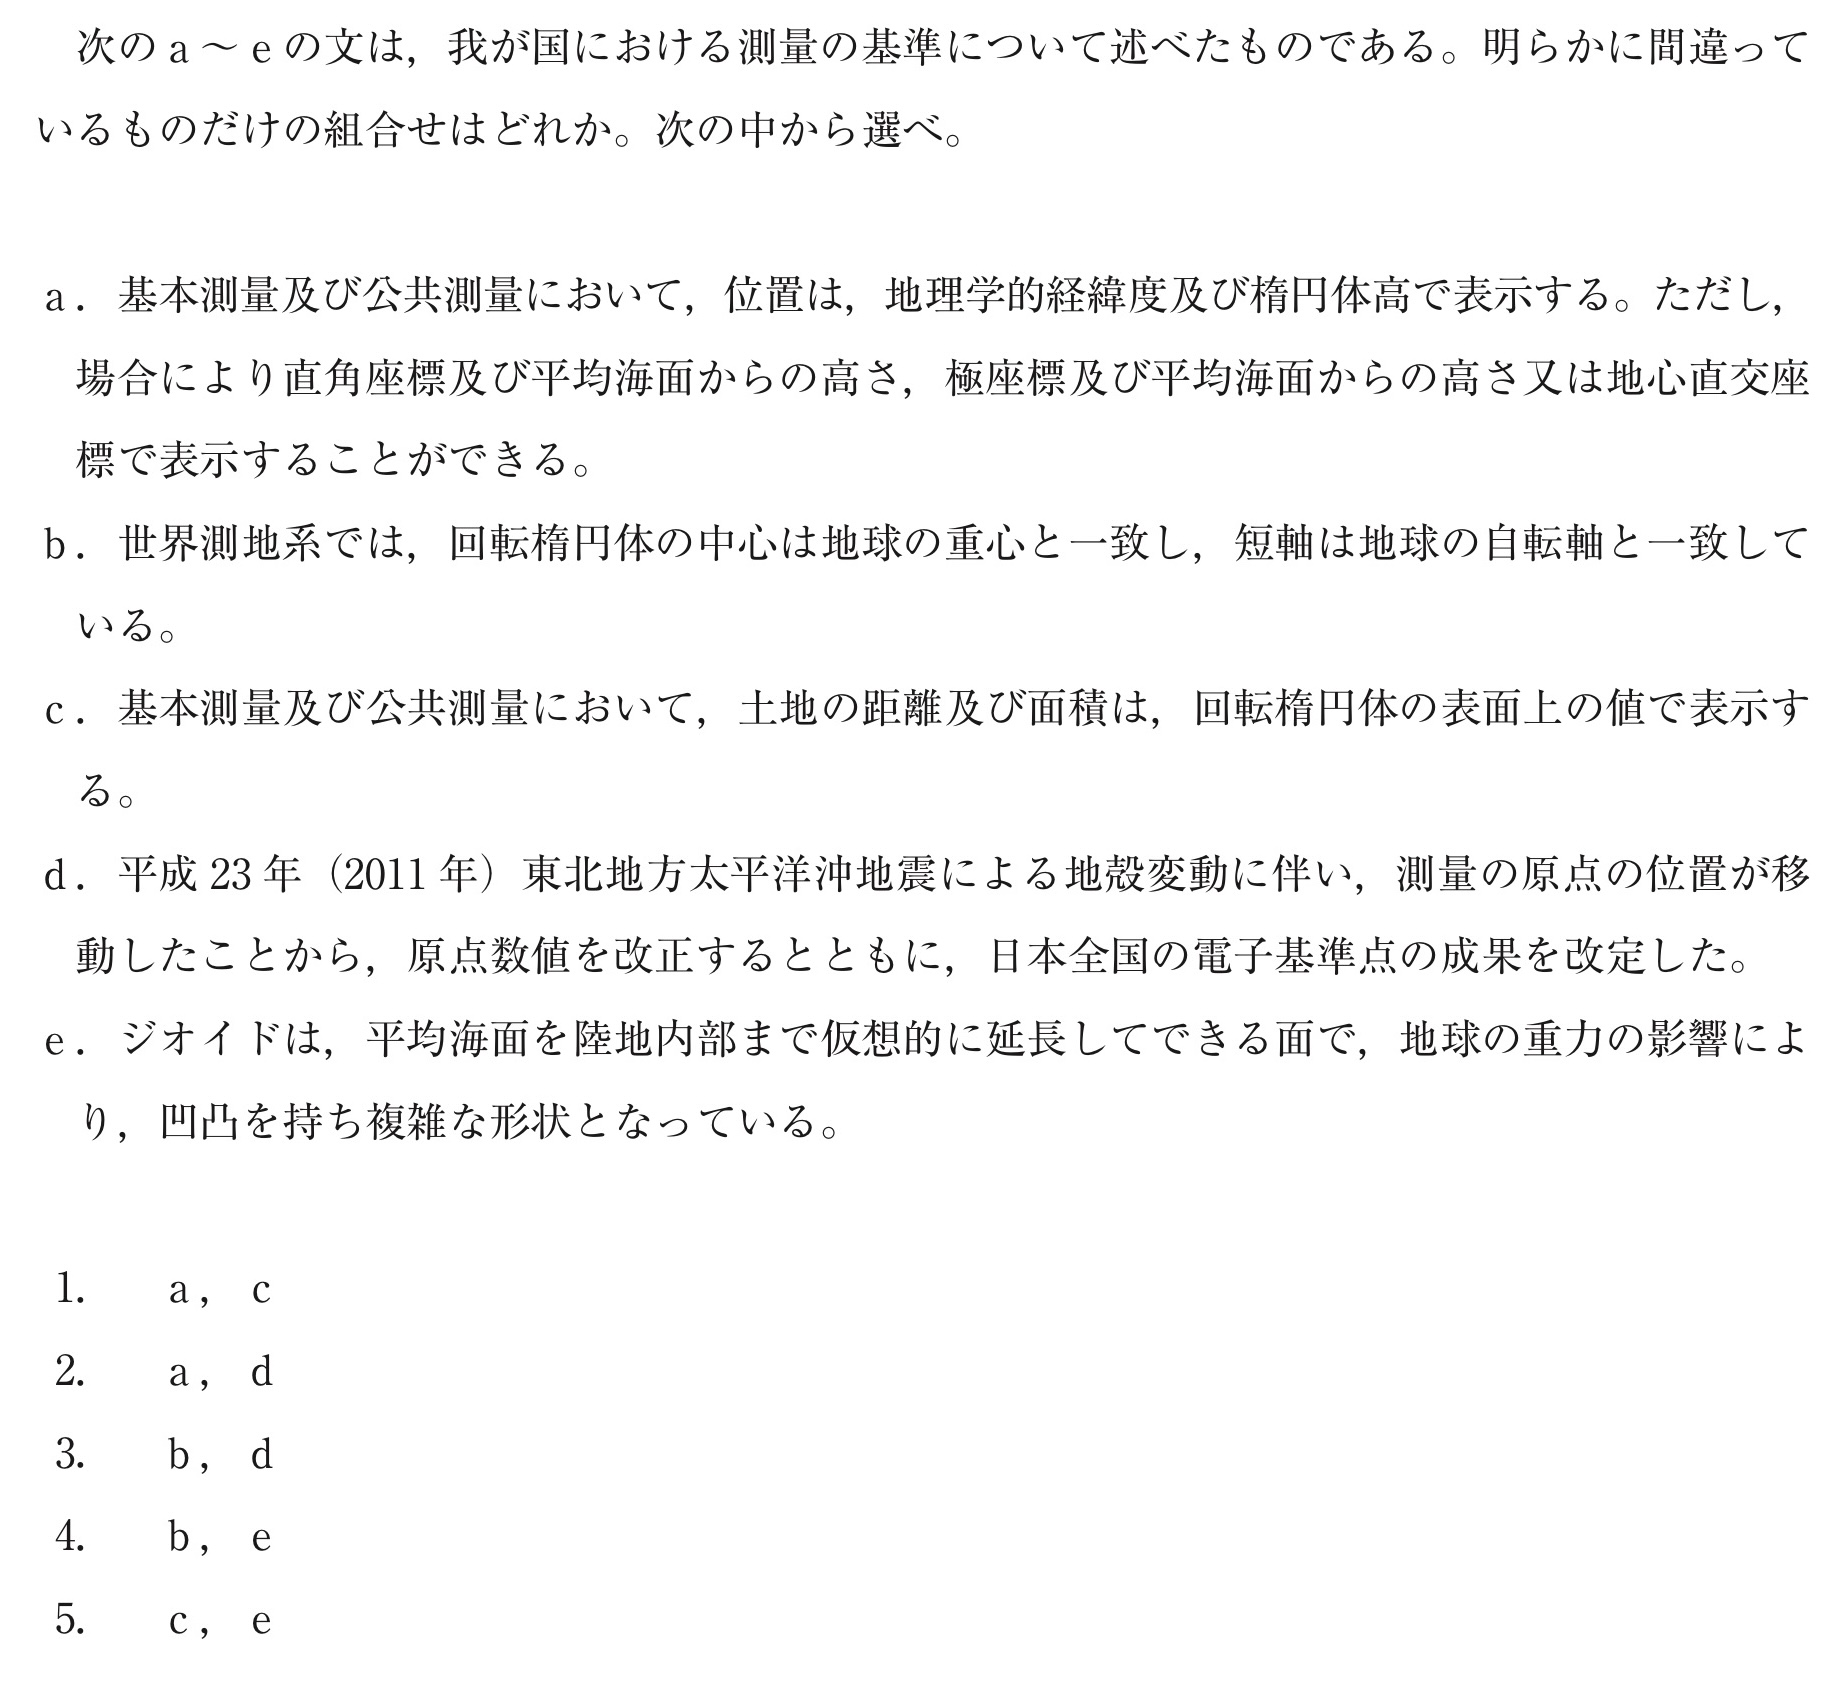 次の a ～ e の文は，我が国における測量の基準について述べたものである。明らかに間違って
いるものだけの組合せはどれか。次の中から選べ。
a．基本測量及び公共測量において，位置は，地理学的経緯度及び楕円体高で表示する。ただし，
場合により直角座標及び平均海面からの高さ，極座標及び平均海面からの高さ又は地心直交座
標で表示することができる。
b．世界測地系では，回転楕円体の中心は地球の重心と一致し，短軸は地球の自転軸と一致して
いる。
c．基本測量及び公共測量において，土地の距離及び面積は，回転楕円体の表面上の値で表示す
る。
d．平成 23 年（2011 年）東北地方太平洋沖地震による地殻変動に伴い，測量の原点の位置が移
動したことから，原点数値を改正するとともに，日本全国の電子基準点の成果を改定した。
e．ジオイドは，平均海面を陸地内部まで仮想的に延長してできる面で，地球の重力の影響によ
り，凹凸を持ち複雑な形状となっている。
1.　a， c
2.　a， d
3.　b， d
4.　b， e
5.　c， e